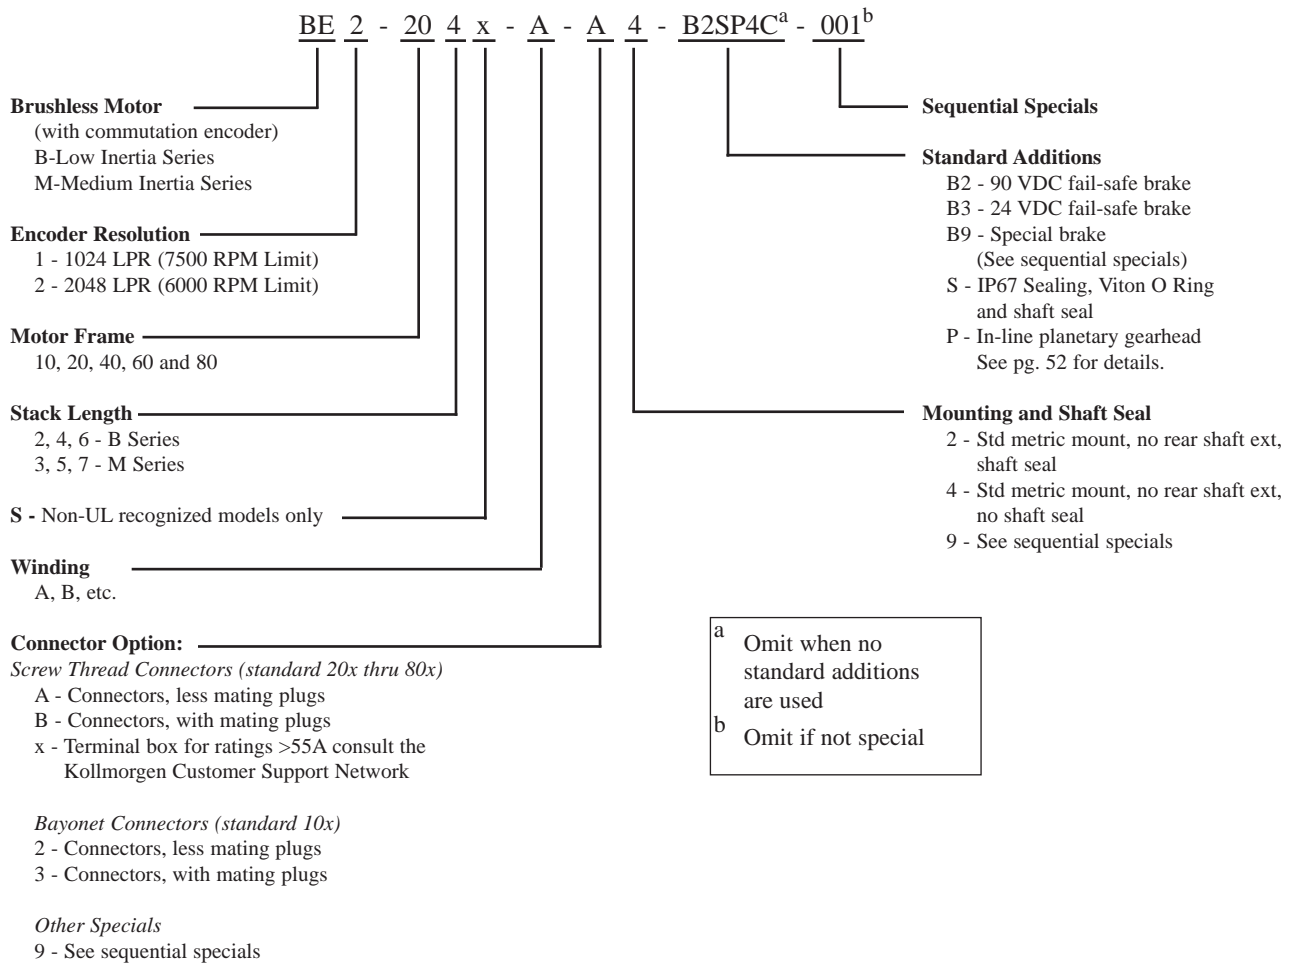 BE 2 - 20 4 x - A - A 4 - B2SP4Cᵃ - 001ᵇ
Brushless Motor
(with commutation encoder)
B-Low Inertia Series
M-Medium Inertia Series
Encoder Resolution
1 - 1024 LPR (7500 RPM Limit)
2 - 2048 LPR (6000 RPM Limit)
Motor Frame
10, 20, 40, 60 and 80
Stack Length
2, 4, 6 - B Series
3, 5, 7 - M Series
S - Non-UL recognized models only
Winding
A, B, etc.
Connector Option:
Screw Thread Connectors (standard 20x thru 80x)
A - Connectors, less mating plugs
B - Connectors, with mating plugs
x - Terminal box for ratings >55A consult the
Kollmorgen Customer Support Network
Bayonet Connectors (standard 10x)
2 - Connectors, less mating plugs
3 - Connectors, with mating plugs
Other Specials
9 - See sequential specials
Sequential Specials
Standard Additions
B2 - 90 VDC fail-safe brake
B3 - 24 VDC fail-safe brake
B9 - Special brake
(See sequential specials)
S - IP67 Sealing, Viton O Ring
and shaft seal
P - In-line planetary gearhead
See pg. 52 for details.
Mounting and Shaft Seal
2 - Std metric mount, no rear shaft ext,
shaft seal
4 - Std metric mount, no rear shaft ext,
no shaft seal
9 - See sequential specials
a Omit when no
standard additions
are used
b Omit if not special